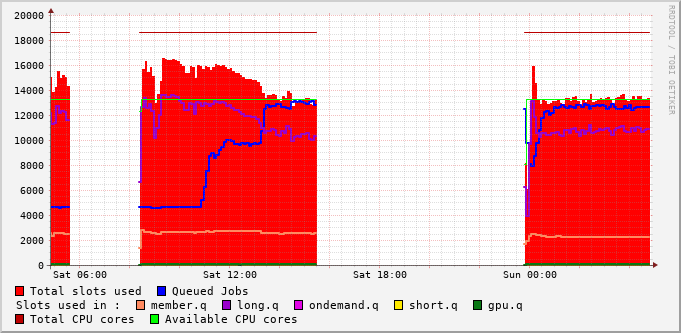 20000
18000
16000
14000
12000
10000
8000
6000
4000
2000
0
Sat 06:00 Sat 12:00 Sat 18:00 Sun 00:00
RRDTOOL / TOBI OETIKER
Total slots used Queued Jobs
Slots used in : member.q long.q ondemand.q short.q gpu.q
Total CPU cores Available CPU cores